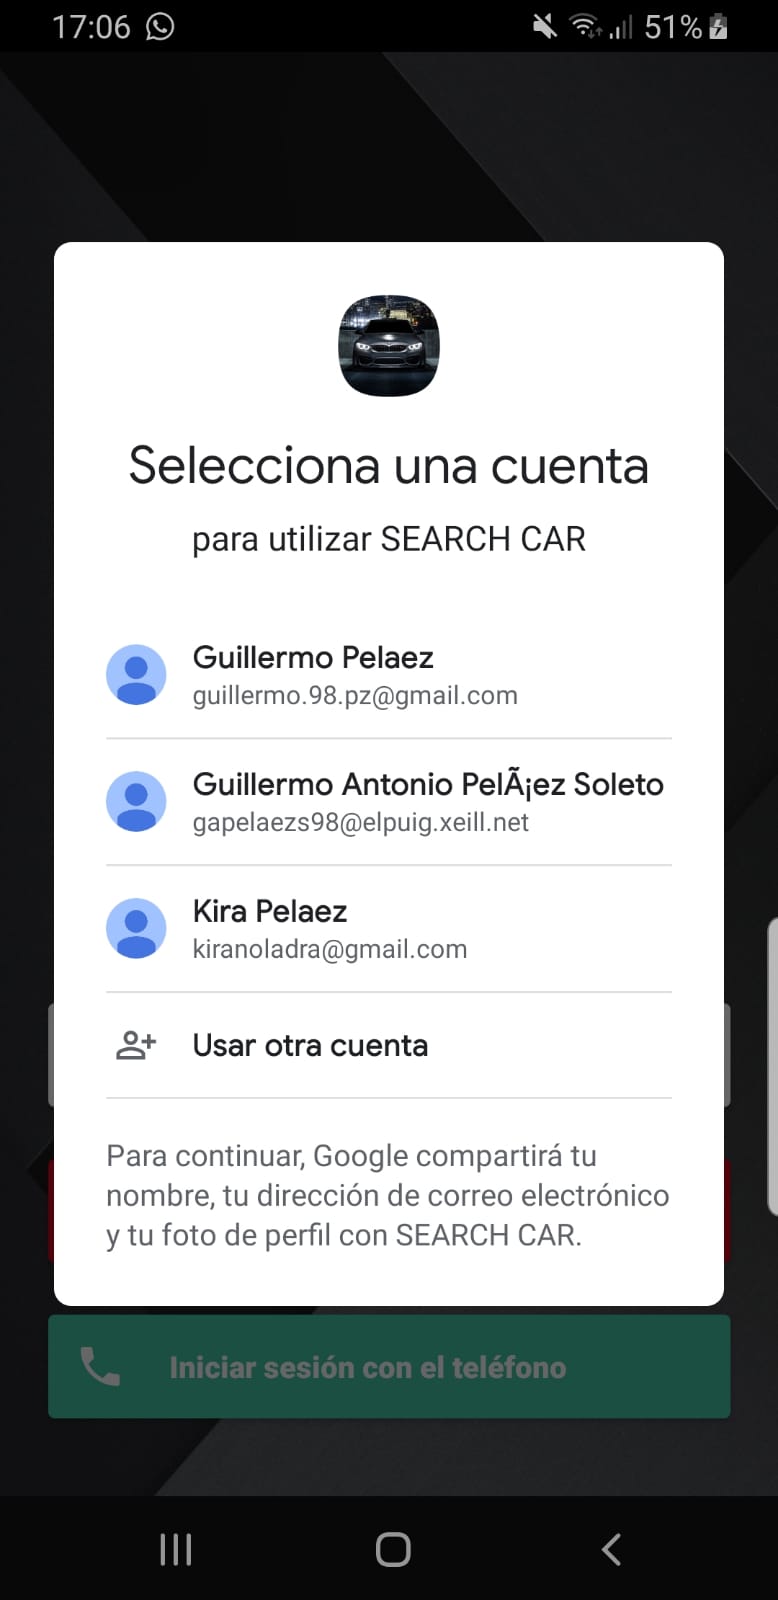 17:06
51%
Selecciona una cuenta
para utilizar SEARCH CAR
Guillermo Pelaez
guillermo.98.pz@gmail.com
Guillermo Antonio PelÃ¡ez Soleto
gapelaezs98@elpuig.xeill.net
Kira Pelaez
kiranoladra@gmail.com
Usar otra cuenta
Para continuar, Google compartirá tu
nombre, tu dirección de correo electrónico
y tu foto de perfil con SEARCH CAR.
Iniciar sesión con el teléfono